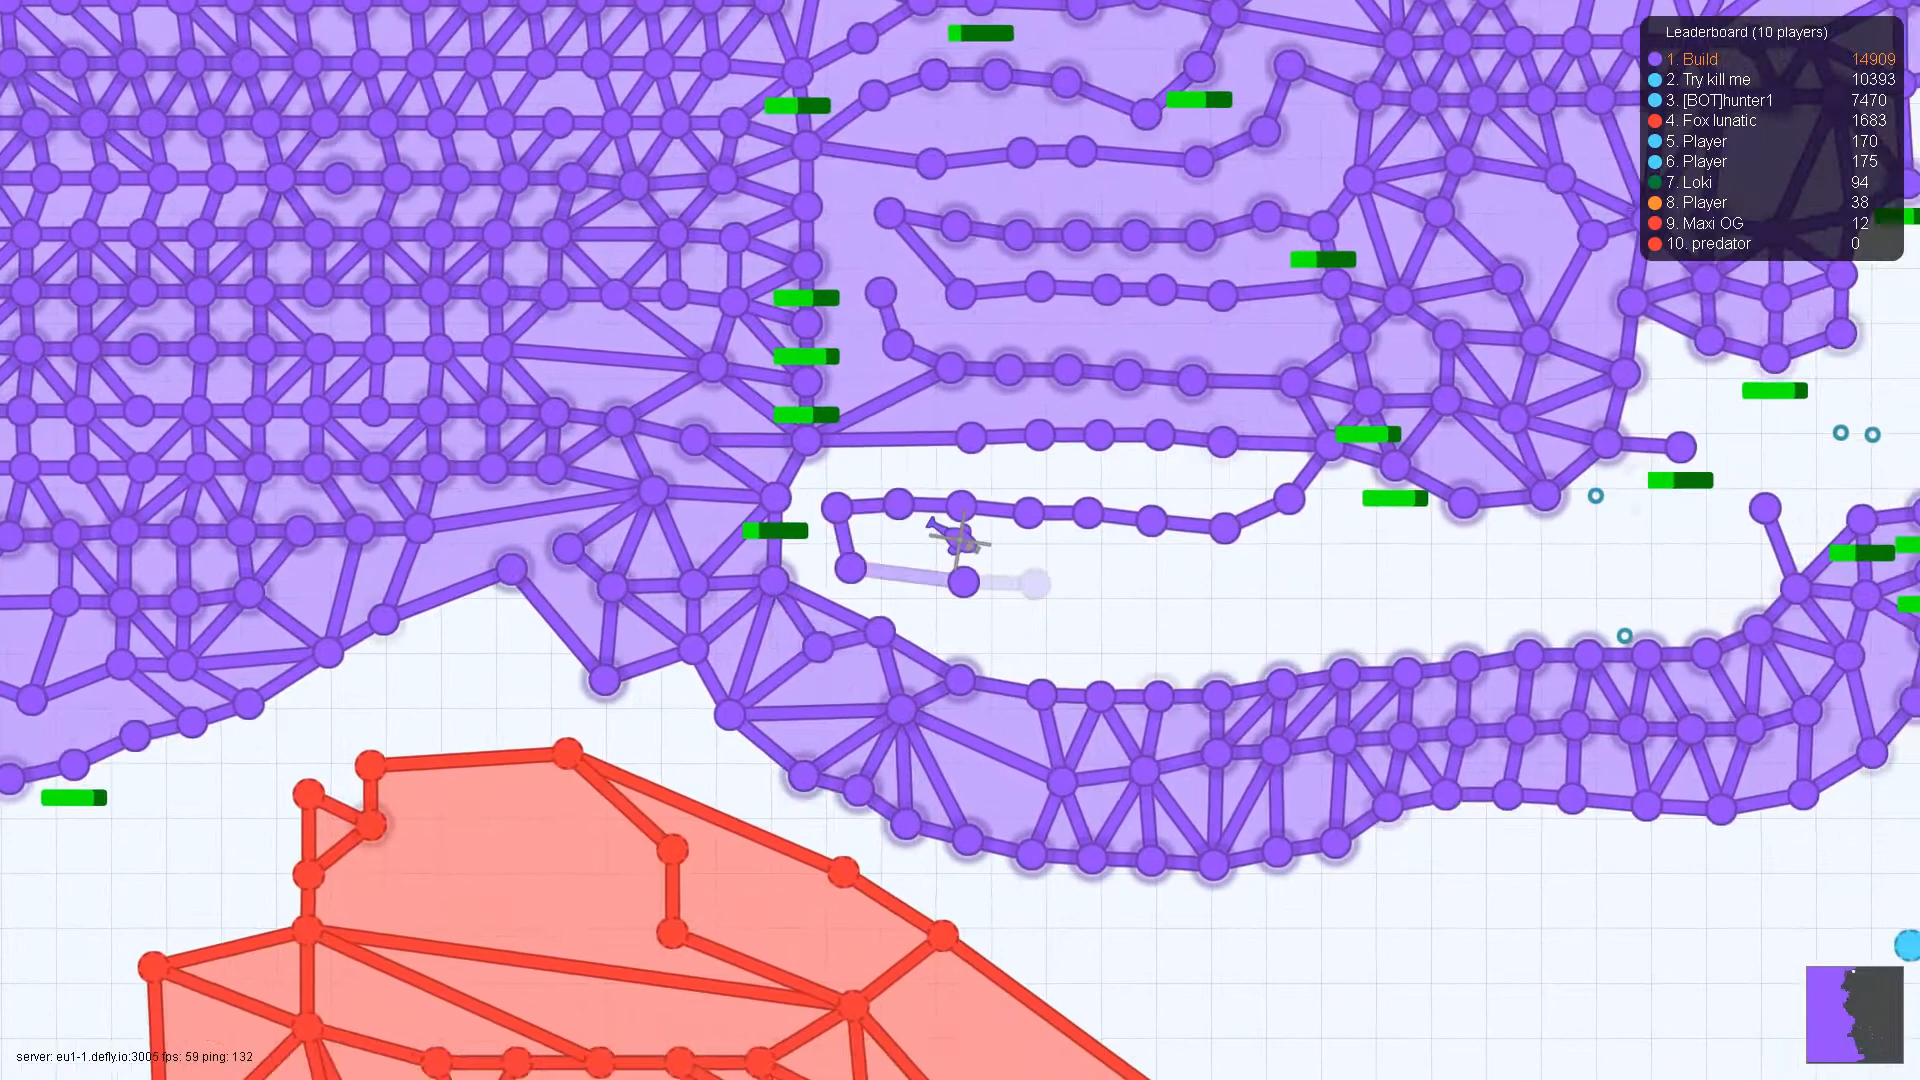 Leaderboard (10 players)
1. Build 14909
2. Try kill me 10393
3. [BOT]hunter1 7470
4. Fox lunatic 1683
5. Player 170
6. Player 175
7. Loki 94
8. Player 38
9. Maxi OG 12
10. predator 0
server: eu1-1.defly.io:3005 fps: 59 ping: 132